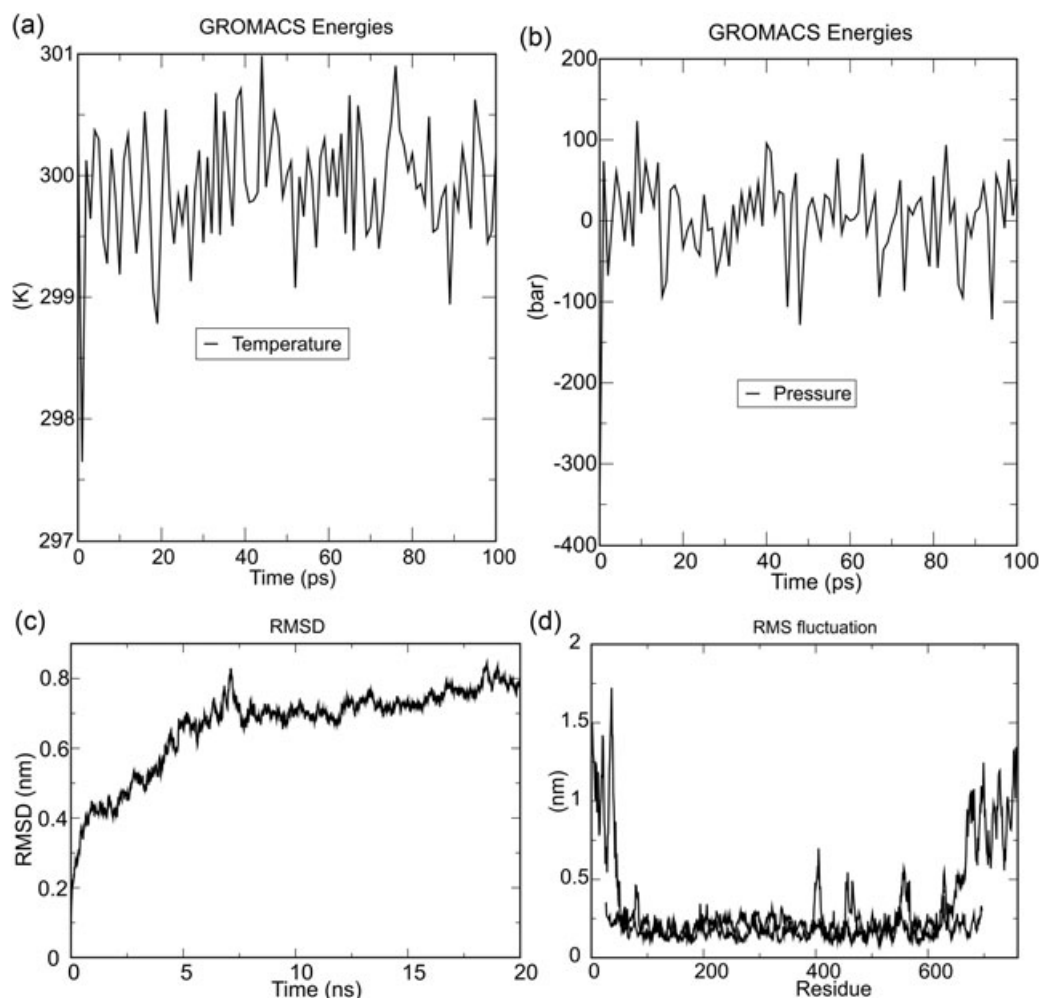 (a)
GROMACS Energies
301
300
299
298
297
(K)
Temperature
0 20 40 60 80 100
Time (ps)
(b)
GROMACS Energies
200
100
0
-100
-200
-300
-400
(bar)
Pressure
0 20 40 60 80 100
Time (ps)
(c)
RMSD
0.8
0.6
0.4
0.2
0
RMSD (nm)
0 5 10 15 20
Time (ns)
(d)
RMS fluctuation
2
1.5
1
0.5
0
(nm)
0 200 400 600
Residue